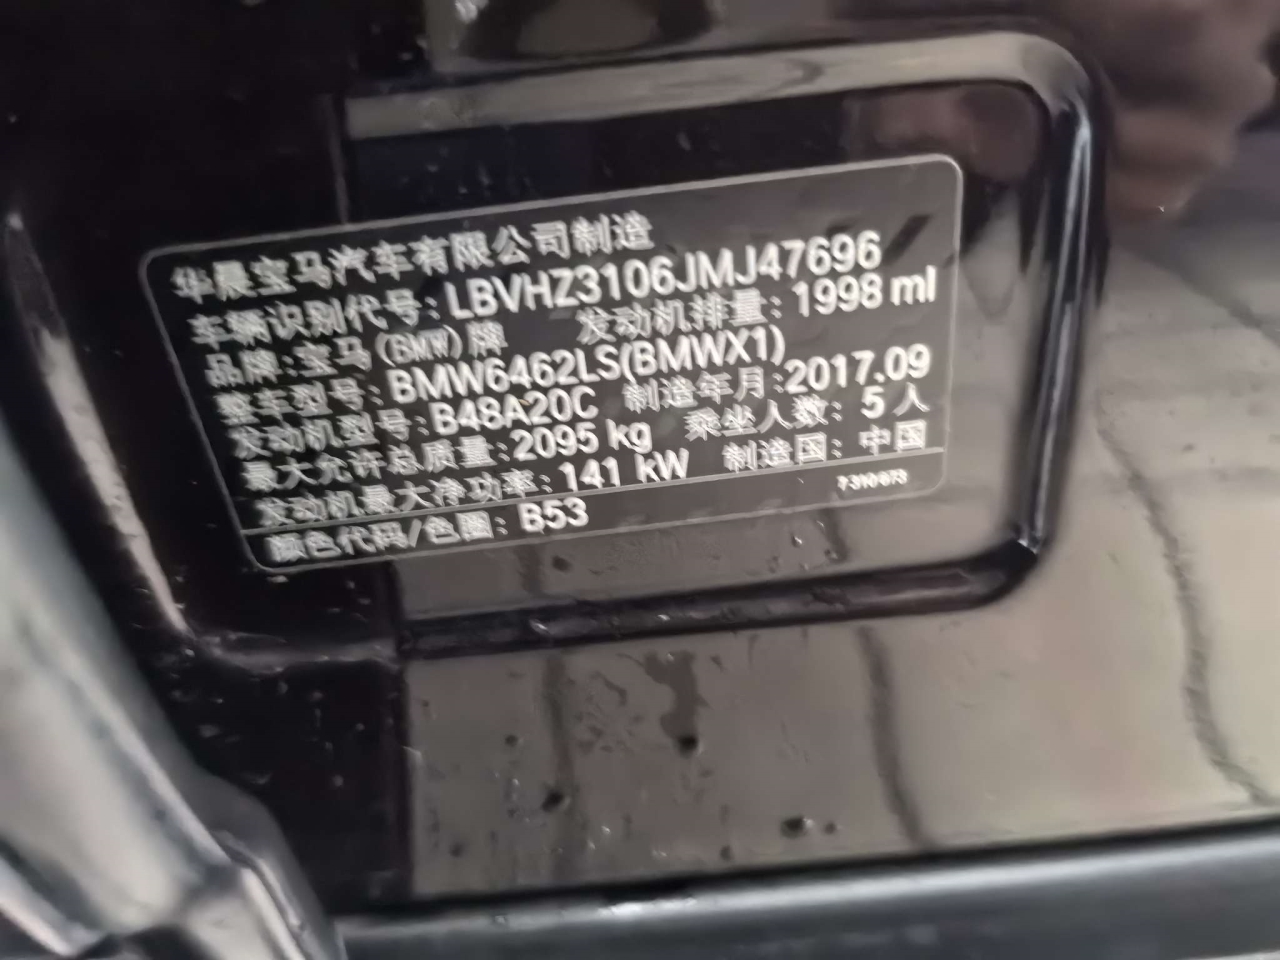 华晨宝马汽车有限公司制造
车辆识别代号: LBVHZ3106JMJ47696
品牌: 宝马(BMW)牌 发动机排量: 1998 ml
整车型号: BMW6462LS(BMWX1)
发动机型号: B48A20C 制造年月: 2017.09
最大允许总质量: 2095 kg 乘坐人数: 5 人
发动机最大净功率: 141 kW 制造国: 中国
颜色代码/色圈: B53